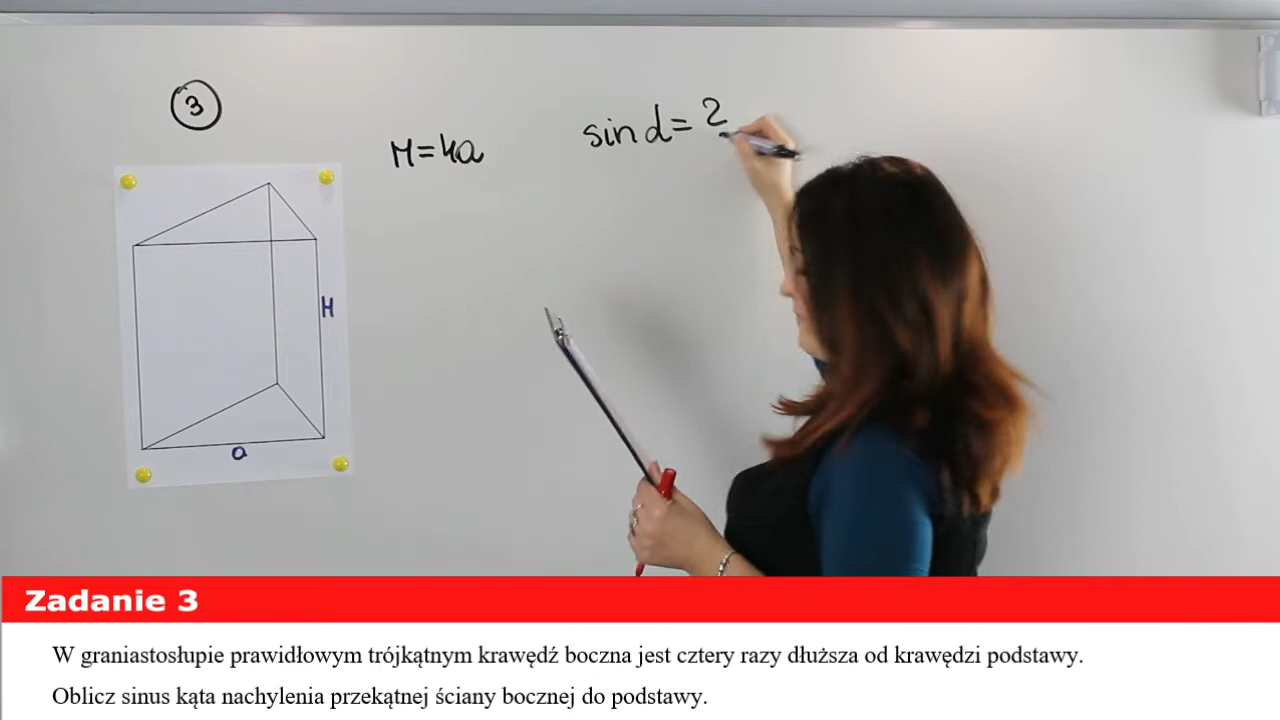 3
H=4a
sin d= 2
H
a
Zadanie 3
W graniastosłupie prawidłowym trójkątnym krawędź boczna jest cztery razy dłuższa od krawędzi podstawy.
Oblicz sinus kąta nachylenia przekątnej ściany bocznej do podstawy.